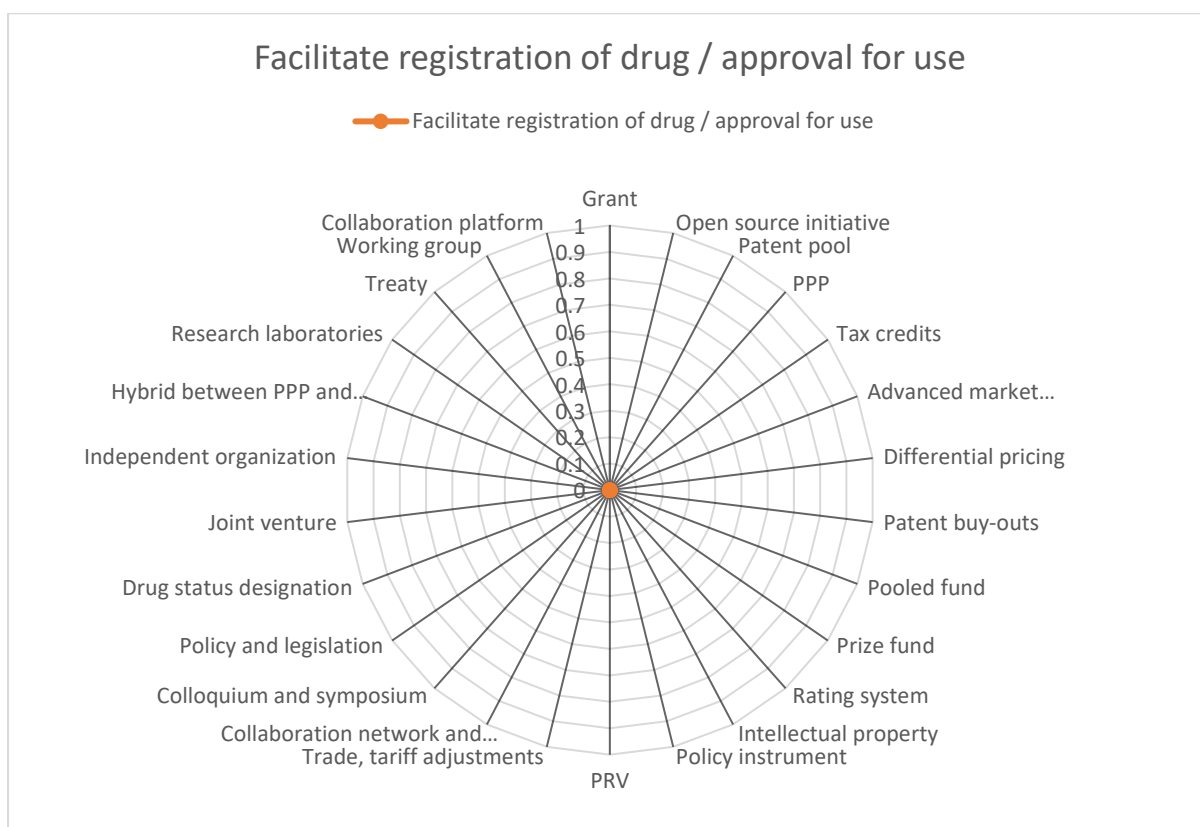 Facilitate registration of drug / approval for use
Facilitate registration of drug / approval for use
Grant
Collaboration platform
Open source initiative
Working group
Patent pool
Treaty
PPP
Research laboratories
Tax credits
Hybrid between PPP and...
Advanced market...
Independent organization
Differential pricing
Joint venture
Patent buy-outs
Drug status designation
Pooled fund
Policy and legislation
Prize fund
Colloquium and symposium
Rating system
Collaboration network and...
Intellectual property
Trade, tariff adjustments
Policy instrument
PRV
1
0.9
0.8
0.7
0.6
0.5
0.4
0.3
0.2
0.1
0